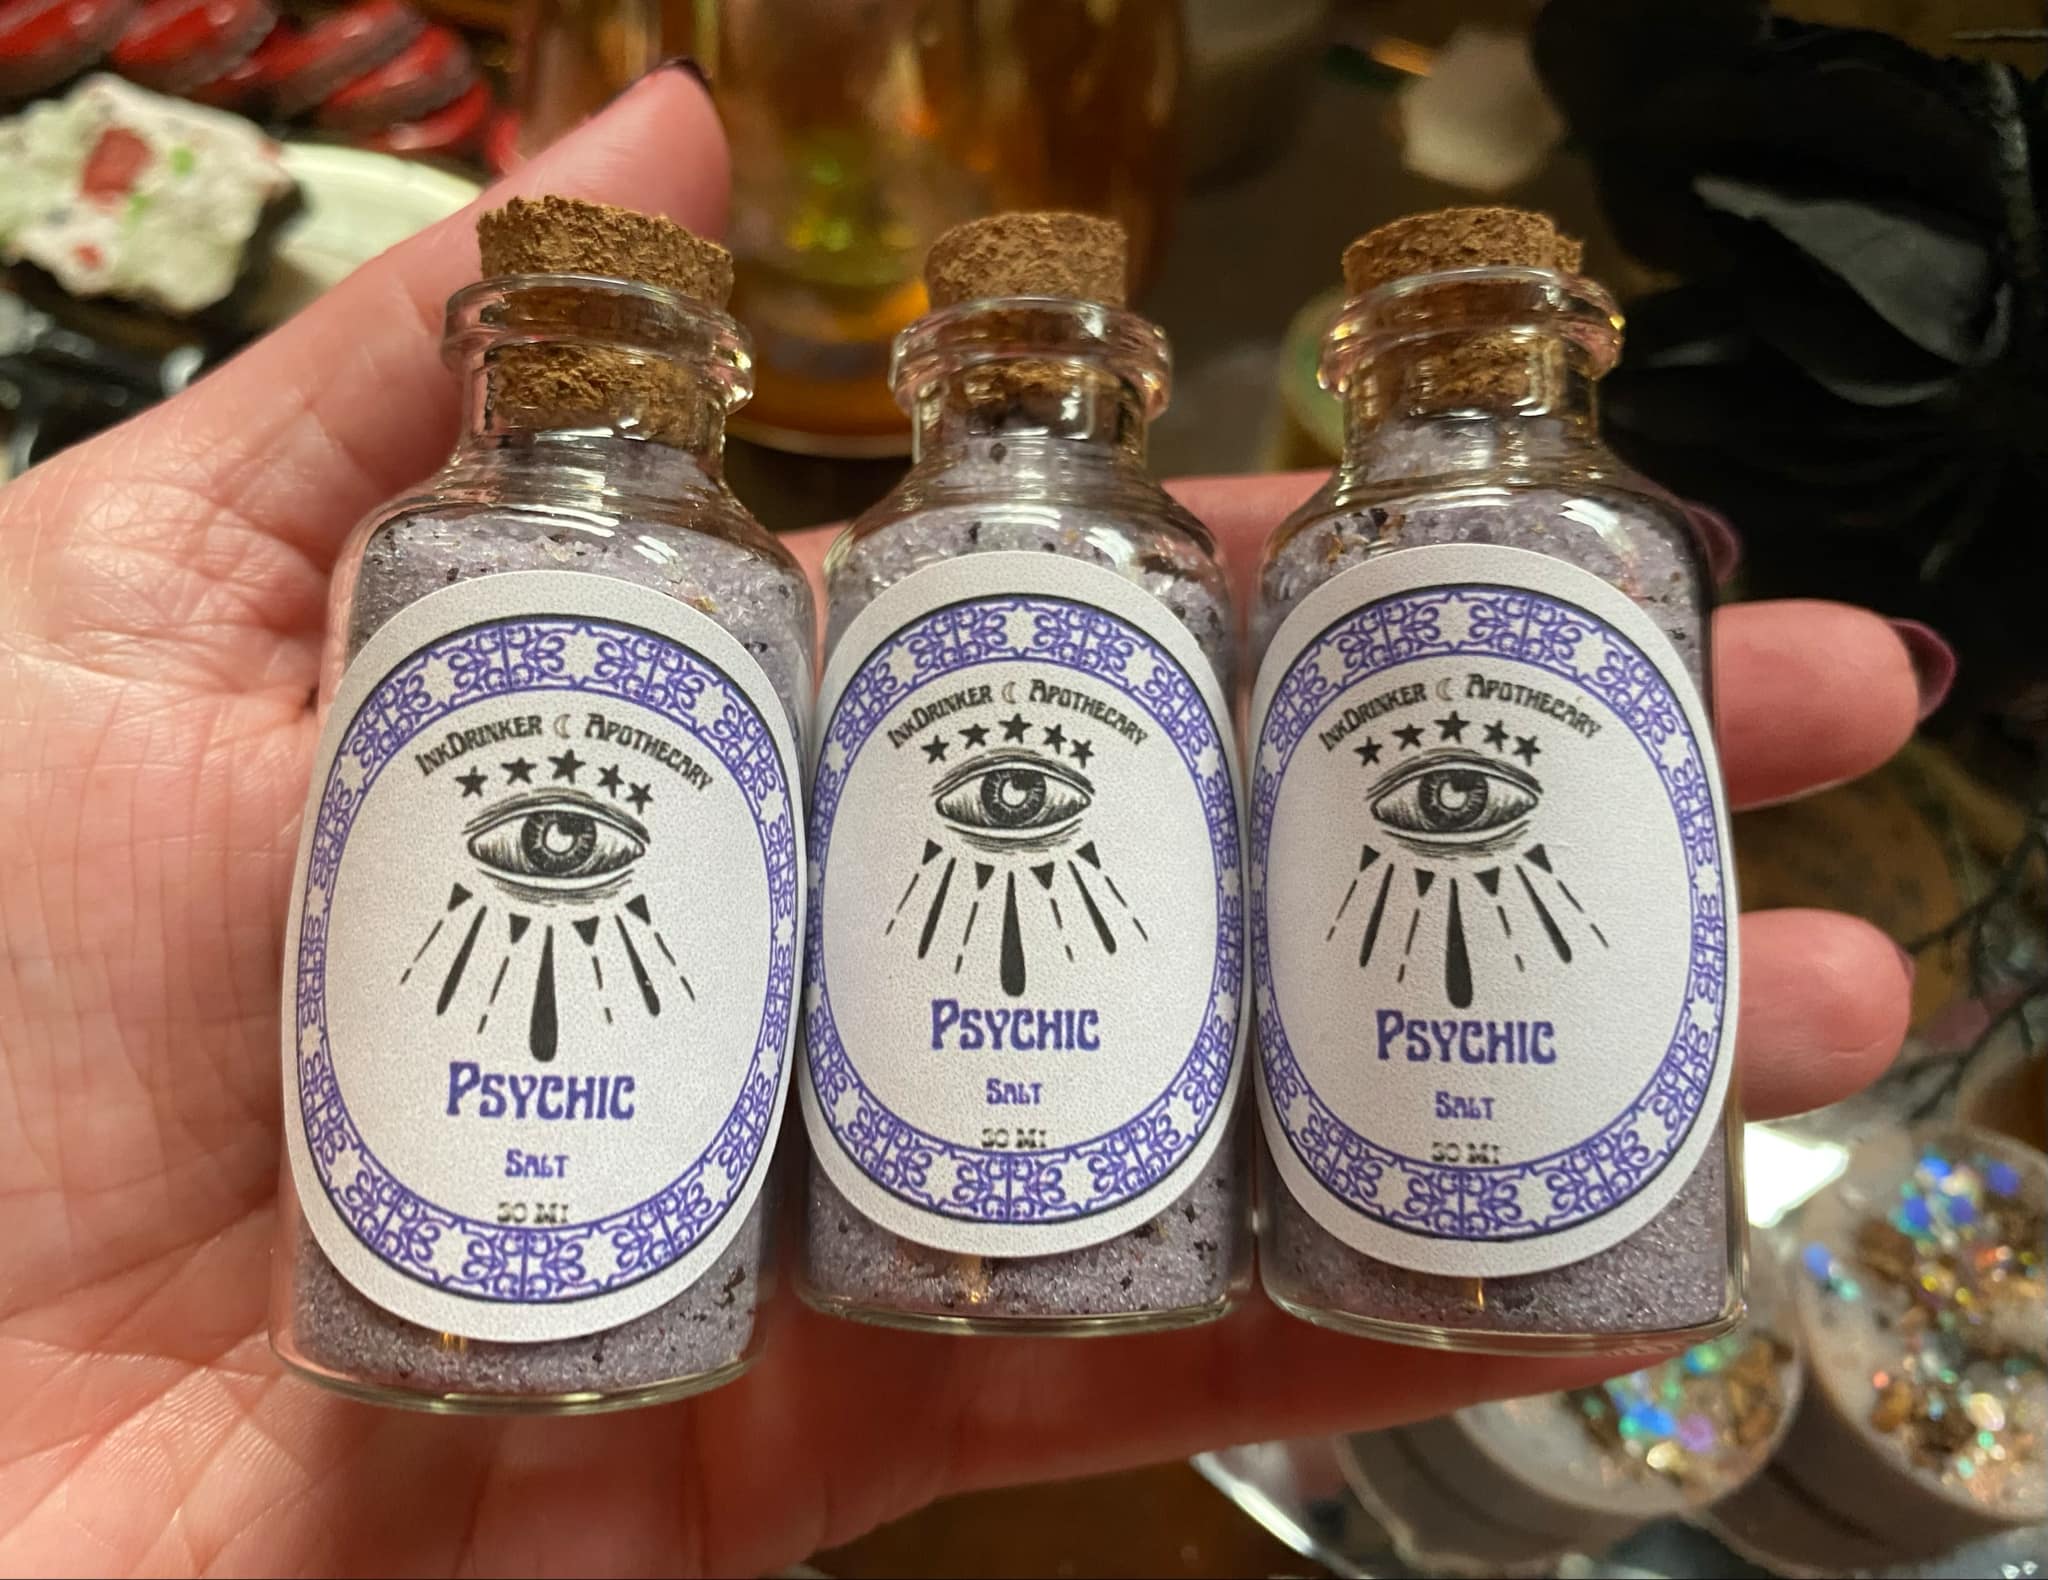 InkDrinker ☾ Apothecary
Psychic
Salt
30 Ml
InkDrinker ☾ Apothecary
Psychic
Salt
30 Ml
InkDrinker ☾ Apothecary
Psychic
Salt
30 Ml